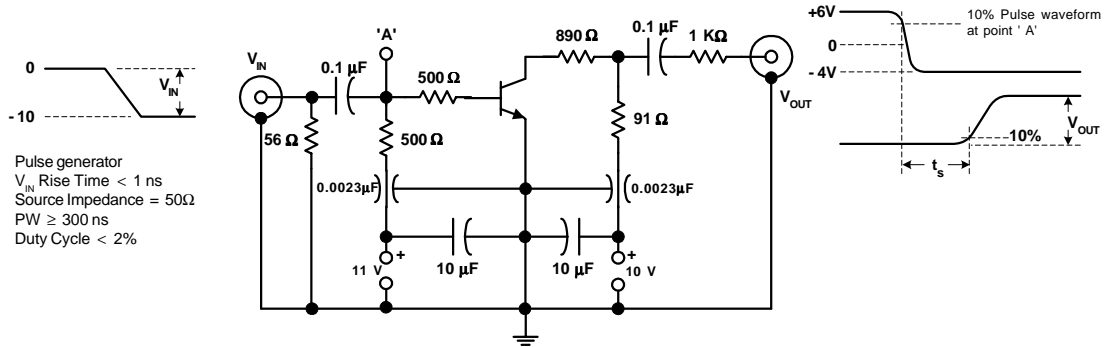 0
V_IN
- 10
Pulse generator
V_IN Rise Time < 1 ns
Source Impedance = 50Ω
PW ≥ 300 ns
Duty Cycle < 2%
V_IN
0.1 μF
'A'
500 Ω
56 Ω
500 Ω
0.0023μF
10 μF
11 V
+
890 Ω
0.1 μF
1 KΩ
V_OUT
91 Ω
0.0023μF
10 μF
+
10 V
+6V
0
- 4V
10% Pulse waveform
at point ' A'
10%
V_OUT
t_s